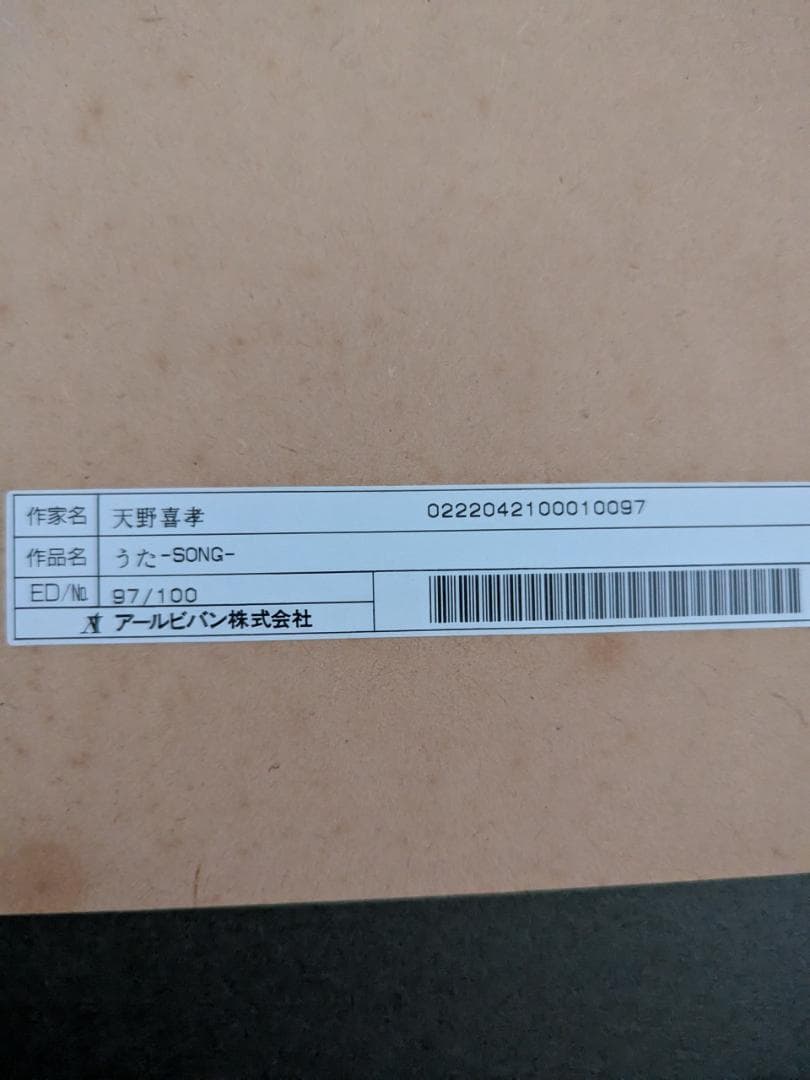 作家名 天野喜孝 0222042100010097
作品名 うた-SONG-
ED/№ 97/100
アールビバン株式会社